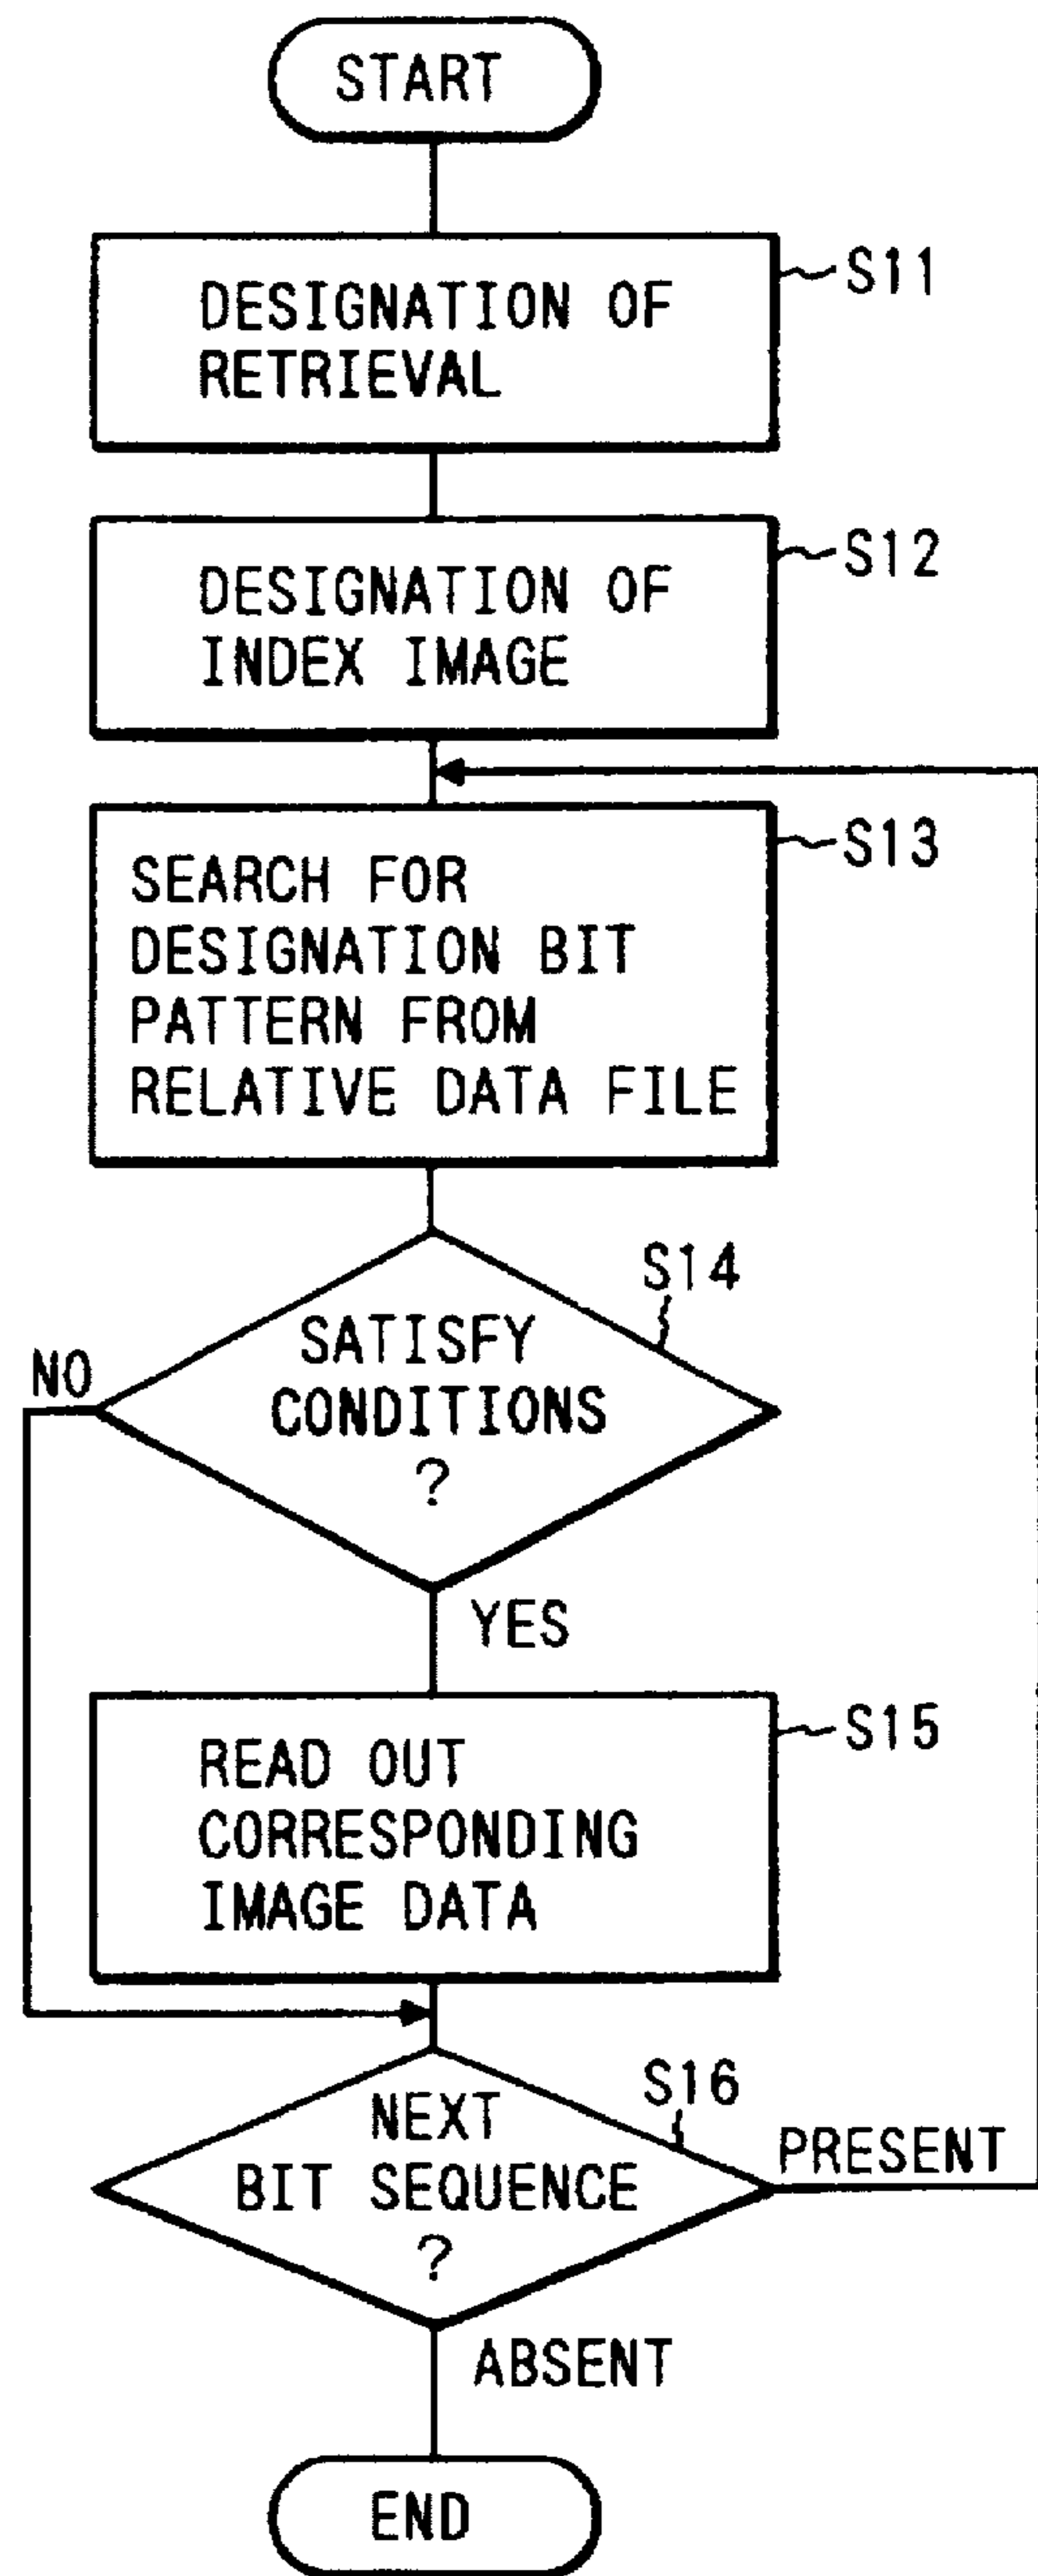 START
DESIGNATION OF
RETRIEVAL
S11
DESIGNATION OF
INDEX IMAGE
S12
SEARCH FOR
DESIGNATION BIT
PATTERN FROM
RELATIVE DATA FILE
S13
SATISFY
CONDITIONS
?
S14
NO
YES
READ OUT
CORRESPONDING
IMAGE DATA
S15
NEXT
BIT SEQUENCE
?
S16
PRESENT
ABSENT
END